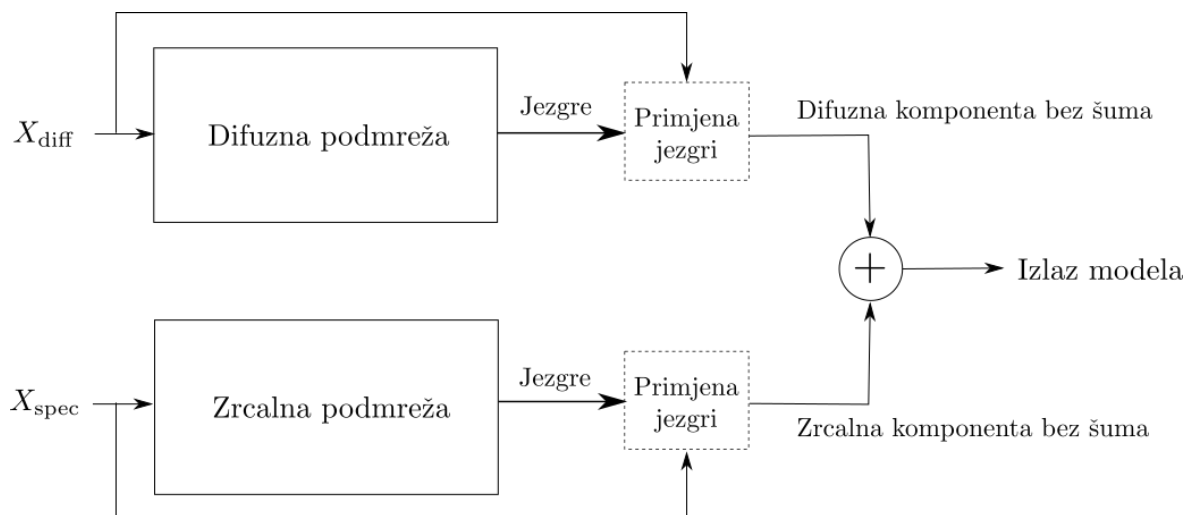 X_diff
Difuzna podmreža
Jezgre
Primjena
jezgri
Difuzna komponenta bez šuma
+
Izlaz modela
X_spec
Zrcalna podmreža
Jezgre
Primjena
jezgri
Zrcalna komponenta bez šuma